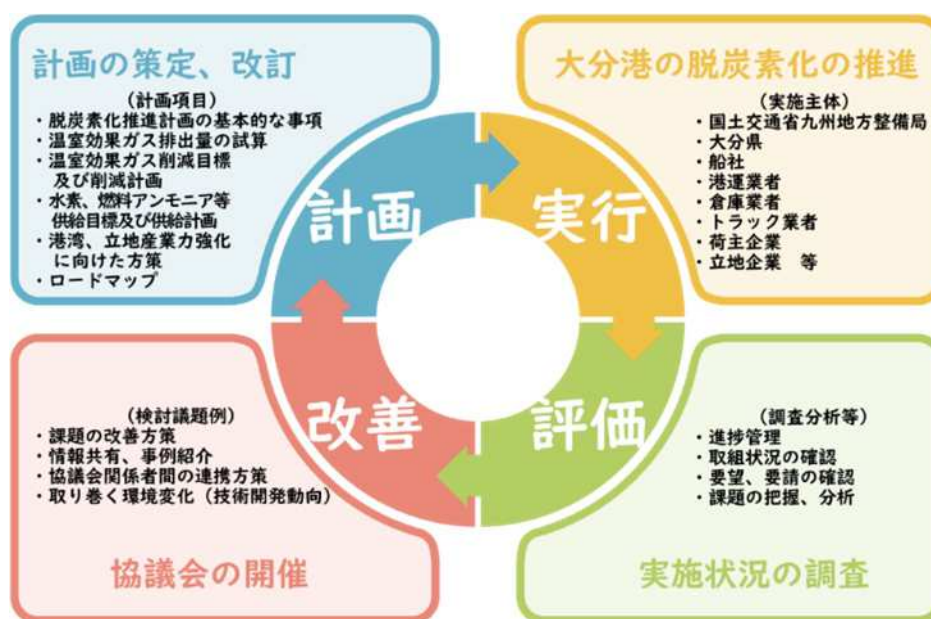 計画の策定、改訂
（計画項目）
・脱炭素化推進計画の基本的な事項
・温室効果ガス排出量の試算
・温室効果ガス削減目標
及び削減計画
・水素、燃料アンモニア等
供給目標及び供給計画
・港湾、立地産業力強化
に向けた方策
・ロードマップ
計画
大分港の脱炭素化の推進
（実施主体）
・国土交通省九州地方整備局
・大分県
・船社
・港運業者
・倉庫業者
・トラック業者
・荷主企業
・立地企業　等
実行
改善
（検討議題例）
・課題の改善方策
・情報共有、事例紹介
・協議会関係者間の連携方策
・取り巻く環境変化（技術開発動向）
協議会の開催
評価
（調査分析等）
・進捗管理
・取組状況の確認
・要望、要請の確認
・課題の把握、分析
実施状況の調査